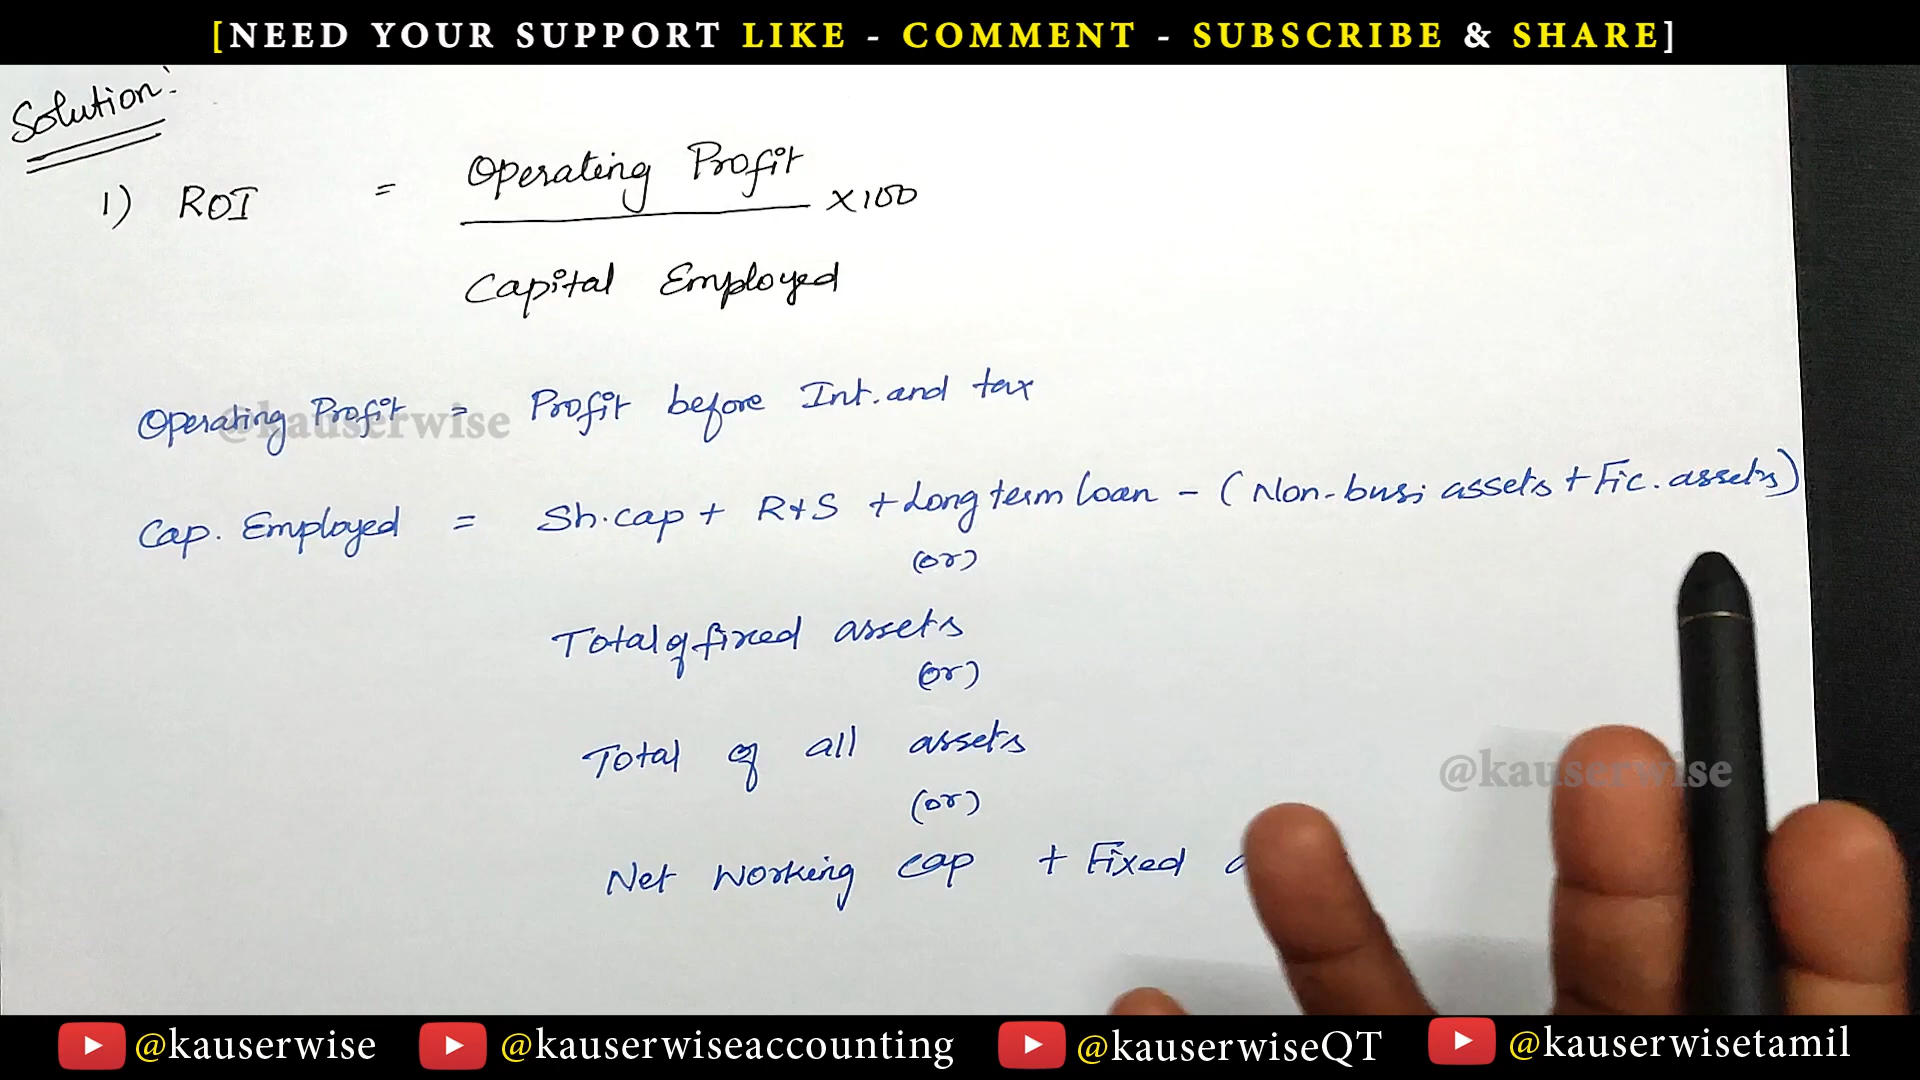 [NEED YOUR SUPPORT LIKE - COMMENT - SUBSCRIBE & SHARE]
Solution:
1) ROI = Operating Profit
X100
Capital Employed
Operating Profit = Profit before Int. and tax
@kauserwise
Cap. Employed = Sh. cap + R+S + Long term loan - (Non-busi assets + Fic. assets)
(or)
Total of fixed assets
(or)
Total of all assets
@kauserwise
(or)
Net working cap + Fixed a
@kauserwise @kauserwiseaccounting @kauserwiseQT @kauserwisetamil